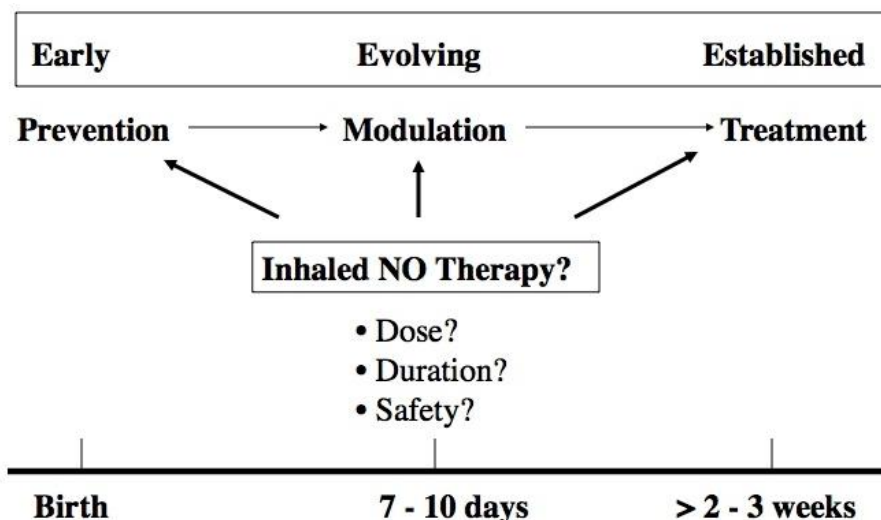 Early Evolving Established
Prevention Modulation Treatment
Inhaled NO Therapy?
• Dose?
• Duration?
• Safety?
Birth 7 - 10 days > 2 - 3 weeks